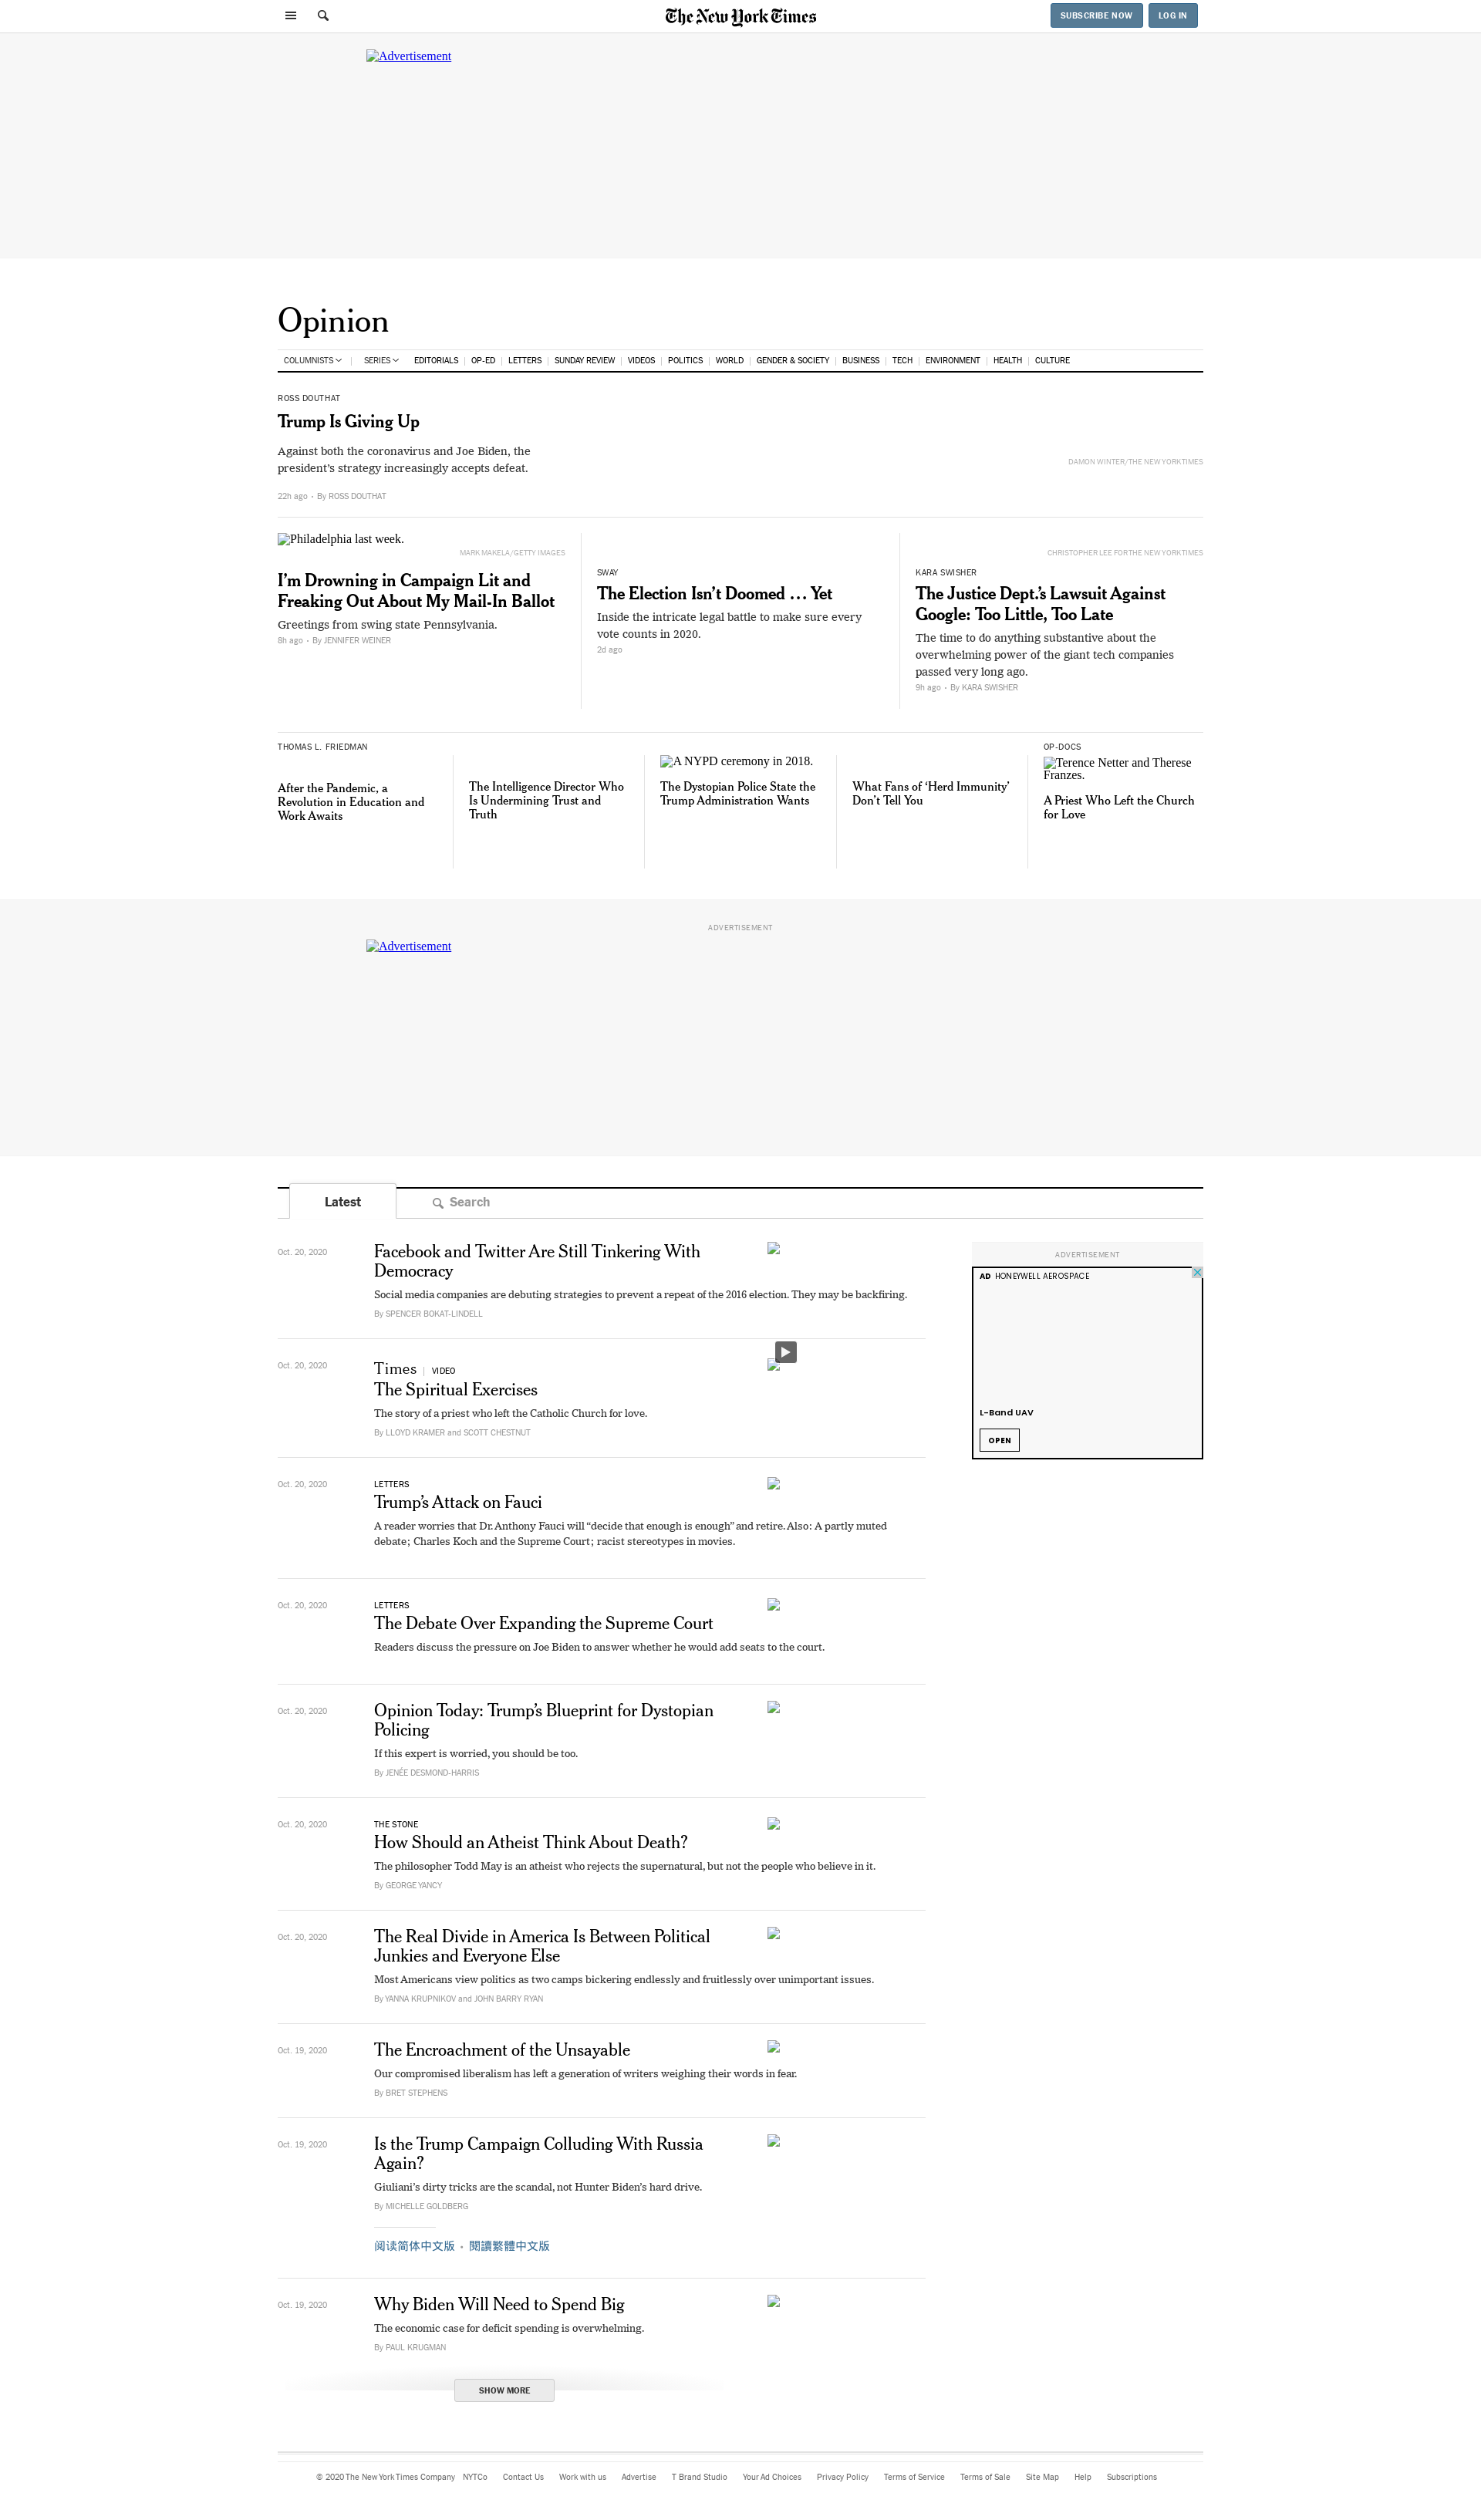 The New York Times
SUBSCRIBE NOW
LOG IN
Advertisement
Opinion
COLUMNISTS
SERIES
EDITORIALS
OP-ED
LETTERS
SUNDAY REVIEW
VIDEOS
POLITICS
WORLD
GENDER & SOCIETY
BUSINESS
TECH
ENVIRONMENT
HEALTH
CULTURE
ROSS DOUTHAT
Trump Is Giving Up
Against both the coronavirus and Joe Biden, the
president's strategy increasingly accepts defeat.
22h ago • By ROSS DOUTHAT
DAMON WINTER/THE NEW YORK TIMES
Philadelphia last week.
MARK MAKELA/GETTY IMAGES
I'm Drowning in Campaign Lit and
Freaking Out About My Mail-In Ballot
Greetings from swing state Pennsylvania.
8h ago • By JENNIFER WEINER
SWAY
The Election Isn't Doomed … Yet
Inside the intricate legal battle to make sure every
vote counts in 2020.
2d ago
CHRISTOPHER LEE FOR THE NEW YORK TIMES
KARA SWISHER
The Justice Dept.'s Lawsuit Against
Google: Too Little, Too Late
The time to do anything substantive about the
overwhelming power of the giant tech companies
passed very long ago.
9h ago • By KARA SWISHER
THOMAS L. FRIEDMAN
After the Pandemic, a
Revolution in Education and
Work Awaits
The Intelligence Director Who
Is Undermining Trust and
Truth
A NYPD ceremony in 2018.
The Dystopian Police State the
Trump Administration Wants
What Fans of 'Herd Immunity'
Don't Tell You
OP-DOCS
Terence Netter and Therese
Franzes.
A Priest Who Left the Church
for Love
ADVERTISEMENT
Advertisement
Latest
Search
Oct. 20, 2020
Facebook and Twitter Are Still Tinkering With
Democracy
Social media companies are debuting strategies to prevent a repeat of the 2016 election. They may be backfiring.
By SPENCER BOKAT-LINDELL
ADVERTISEMENT
AD HONEYWELL AEROSPACE
L-Band UAV
OPEN
Oct. 20, 2020
Times | VIDEO
The Spiritual Exercises
The story of a priest who left the Catholic Church for love.
By LLOYD KRAMER and SCOTT CHESTNUT
Oct. 20, 2020
LETTERS
Trump's Attack on Fauci
A reader worries that Dr. Anthony Fauci will "decide that enough is enough" and retire. Also: A partly muted
debate; Charles Koch and the Supreme Court; racist stereotypes in movies.
Oct. 20, 2020
LETTERS
The Debate Over Expanding the Supreme Court
Readers discuss the pressure on Joe Biden to answer whether he would add seats to the court.
Oct. 20, 2020
Opinion Today: Trump's Blueprint for Dystopian
Policing
If this expert is worried, you should be too.
By JENÉE DESMOND-HARRIS
Oct. 20, 2020
THE STONE
How Should an Atheist Think About Death?
The philosopher Todd May is an atheist who rejects the supernatural, but not the people who believe in it.
By GEORGE YANCY
Oct. 20, 2020
The Real Divide in America Is Between Political
Junkies and Everyone Else
Most Americans view politics as two camps bickering endlessly and fruitlessly over unimportant issues.
By YANNA KRUPNIKOV and JOHN BARRY RYAN
Oct. 19, 2020
The Encroachment of the Unsayable
Our compromised liberalism has left a generation of writers weighing their words in fear.
By BRET STEPHENS
Oct. 19, 2020
Is the Trump Campaign Colluding With Russia
Again?
Giuliani's dirty tricks are the scandal, not Hunter Biden's hard drive.
By MICHELLE GOLDBERG
阅读简体中文版 • 閱讀繁體中文版
Oct. 19, 2020
Why Biden Will Need to Spend Big
The economic case for deficit spending is overwhelming.
By PAUL KRUGMAN
SHOW MORE
© 2020 The New York Times Company
NYTCo
Contact Us
Work with us
Advertise
T Brand Studio
Your Ad Choices
Privacy Policy
Terms of Service
Terms of Sale
Site Map
Help
Subscriptions